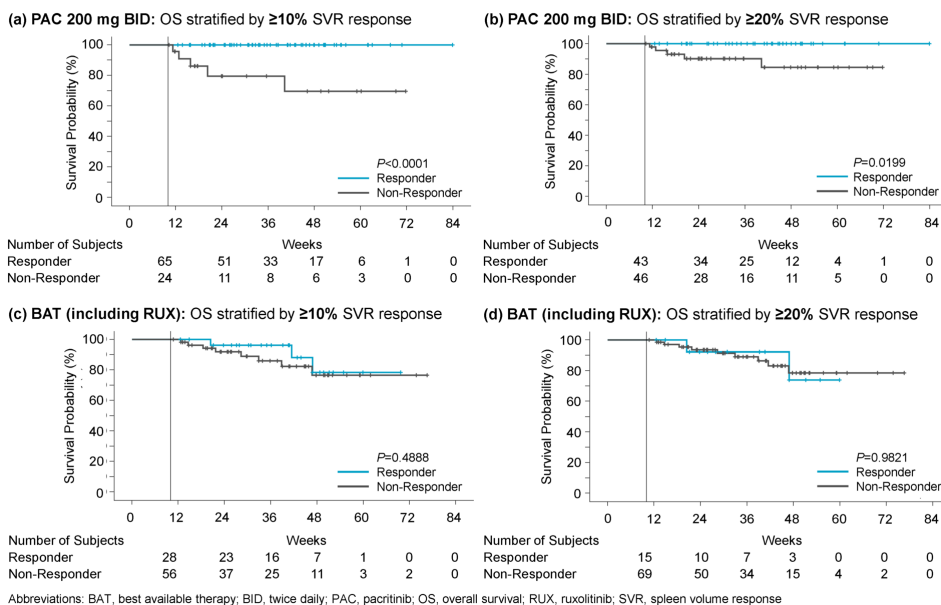 (a) PAC 200 mg BID: OS stratified by ≥10% SVR response
Survival Probability (%)
100
80
60
40
20
0
P<0.0001
Responder
Non-Responder
0 12 24 36 48 60 72 84
Number of Subjects Weeks
Responder 65 51 33 17 6 1 0
Non-Responder 24 11 8 6 3 0 0
(b) PAC 200 mg BID: OS stratified by ≥20% SVR response
Survival Probability (%)
100
80
60
40
20
0
P=0.0199
Responder
Non-Responder
0 12 24 36 48 60 72 84
Number of Subjects Weeks
Responder 43 34 25 12 4 1 0
Non-Responder 46 28 16 11 5 0 0
(c) BAT (including RUX): OS stratified by ≥10% SVR response
Survival Probability (%)
100
80
60
40
20
0
P=0.4888
Responder
Non-Responder
0 12 24 36 48 60 72 84
Number of Subjects Weeks
Responder 28 23 16 7 1 0 0
Non-Responder 56 37 25 11 3 2 0
(d) BAT (including RUX): OS stratified by ≥20% SVR response
Survival Probability (%)
100
80
60
40
20
0
P=0.9821
Responder
Non-Responder
0 12 24 36 48 60 72 84
Number of Subjects Weeks
Responder 15 10 7 3 0 0 0
Non-Responder 69 50 34 15 4 2 0
Abbreviations: BAT, best available therapy; BID, twice daily; PAC, pacritinib; OS, overall survival; RUX, ruxolitinib; SVR, spleen volume response